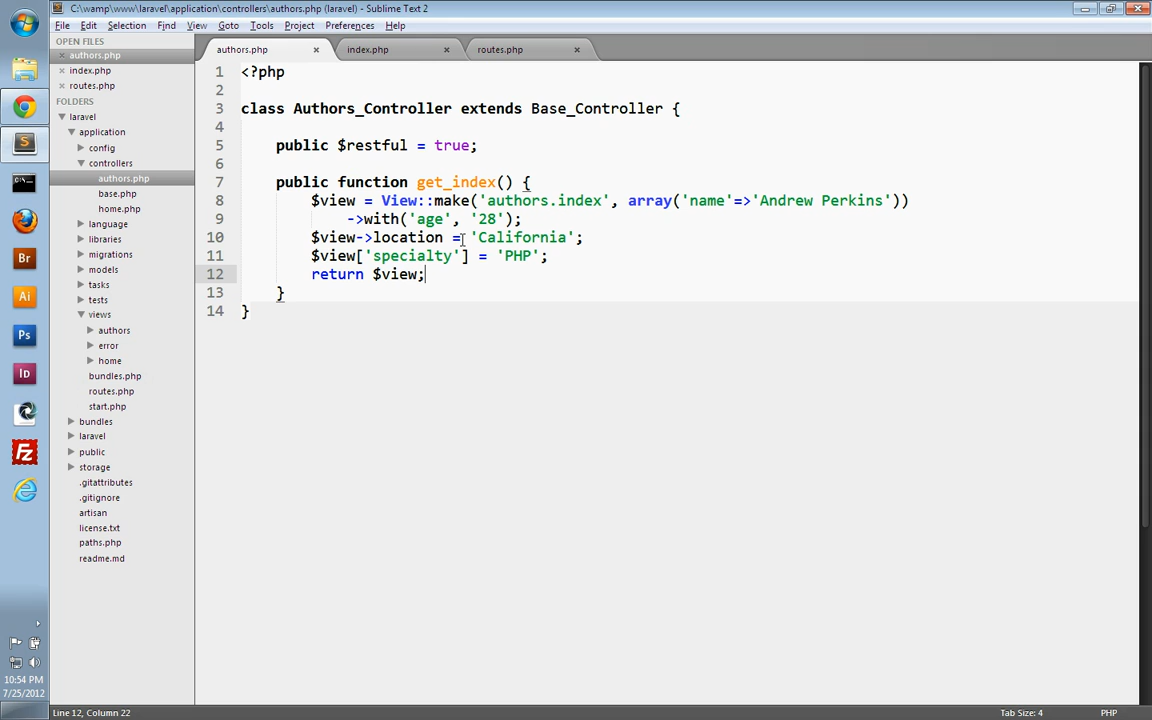 C:\wamp\www\laravel\application\controllers\authors.php (laravel) - Sublime Text 2
File Edit Selection Find View Goto Tools Project Preferences Help
OPEN FILES
authors.php
index.php
routes.php
FOLDERS
laravel
application
config
controllers
authors.php
base.php
home.php
language
libraries
migrations
models
tasks
tests
views
authors
error
home
bundles.php
routes.php
start.php
bundles
laravel
public
storage
.gitattributes
.gitignore
artisan
license.txt
paths.php
readme.md
authors.php index.php routes.php
1 <?php
2
3 class Authors_Controller extends Base_Controller {
4
5 public $restful = true;
6
7 public function get_index() {
8 $view = View::make('authors.index', array('name'=>'Andrew Perkins'))
9 ->with('age', '28');
10 $view->location = 'California';
11 $view['specialty'] = 'PHP';
12 return $view;
13 }
14 }
Br
Ai
Ps
Id
Fz
10:54 PM
7/25/2012
Line 12, Column 22
Tab Size: 4
PHP